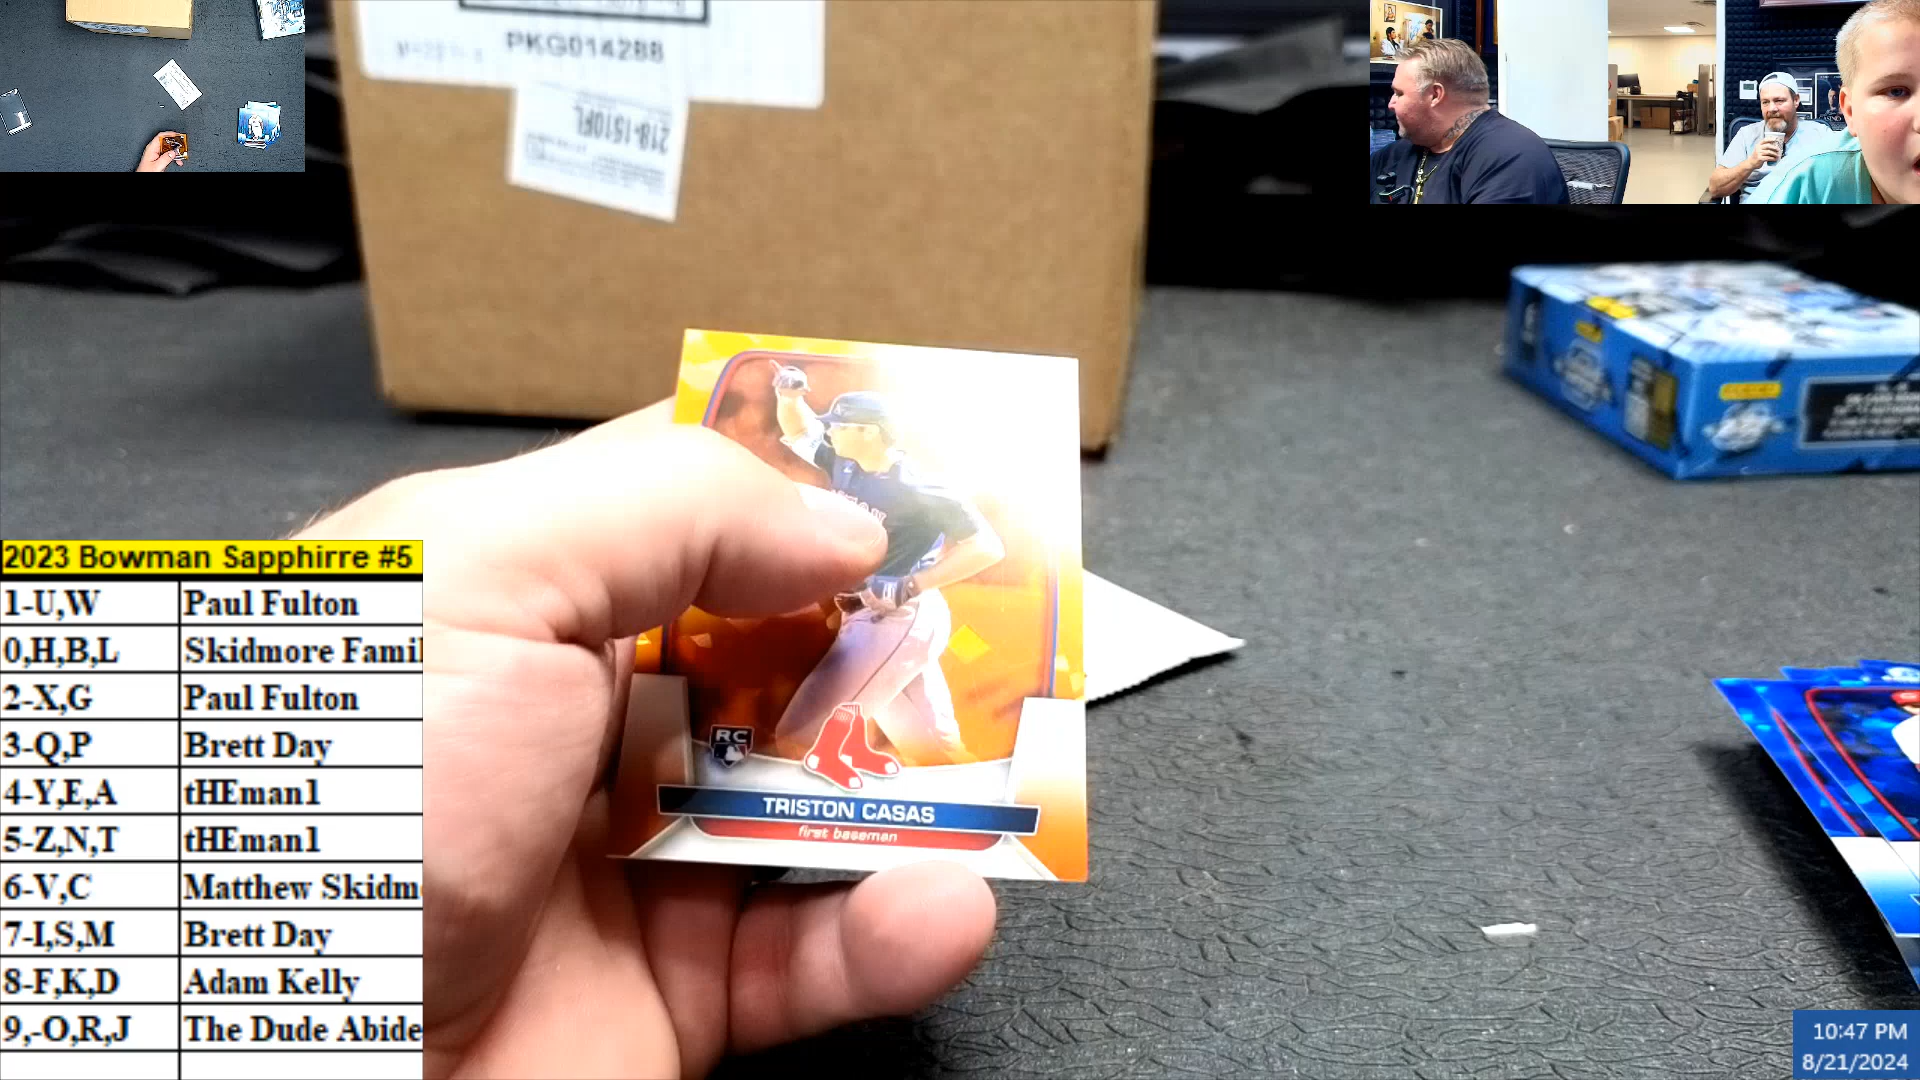 PKG014288
218-1510FL
2023 Bowman Sapphirre #5
1-U,W Paul Fulton
0,H,B,L Skidmore Famil
2-X,G Paul Fulton
3-Q,P Brett Day
4-Y,E,A tHEman1
5-Z,N,T tHEman1
6-V,C Matthew Skidm
7-I,S,M Brett Day
8-F,K,D Adam Kelly
9,-O,R,J The Dude Abide
RC
TRISTON CASAS
first baseman
10:47 PM
8/21/2024